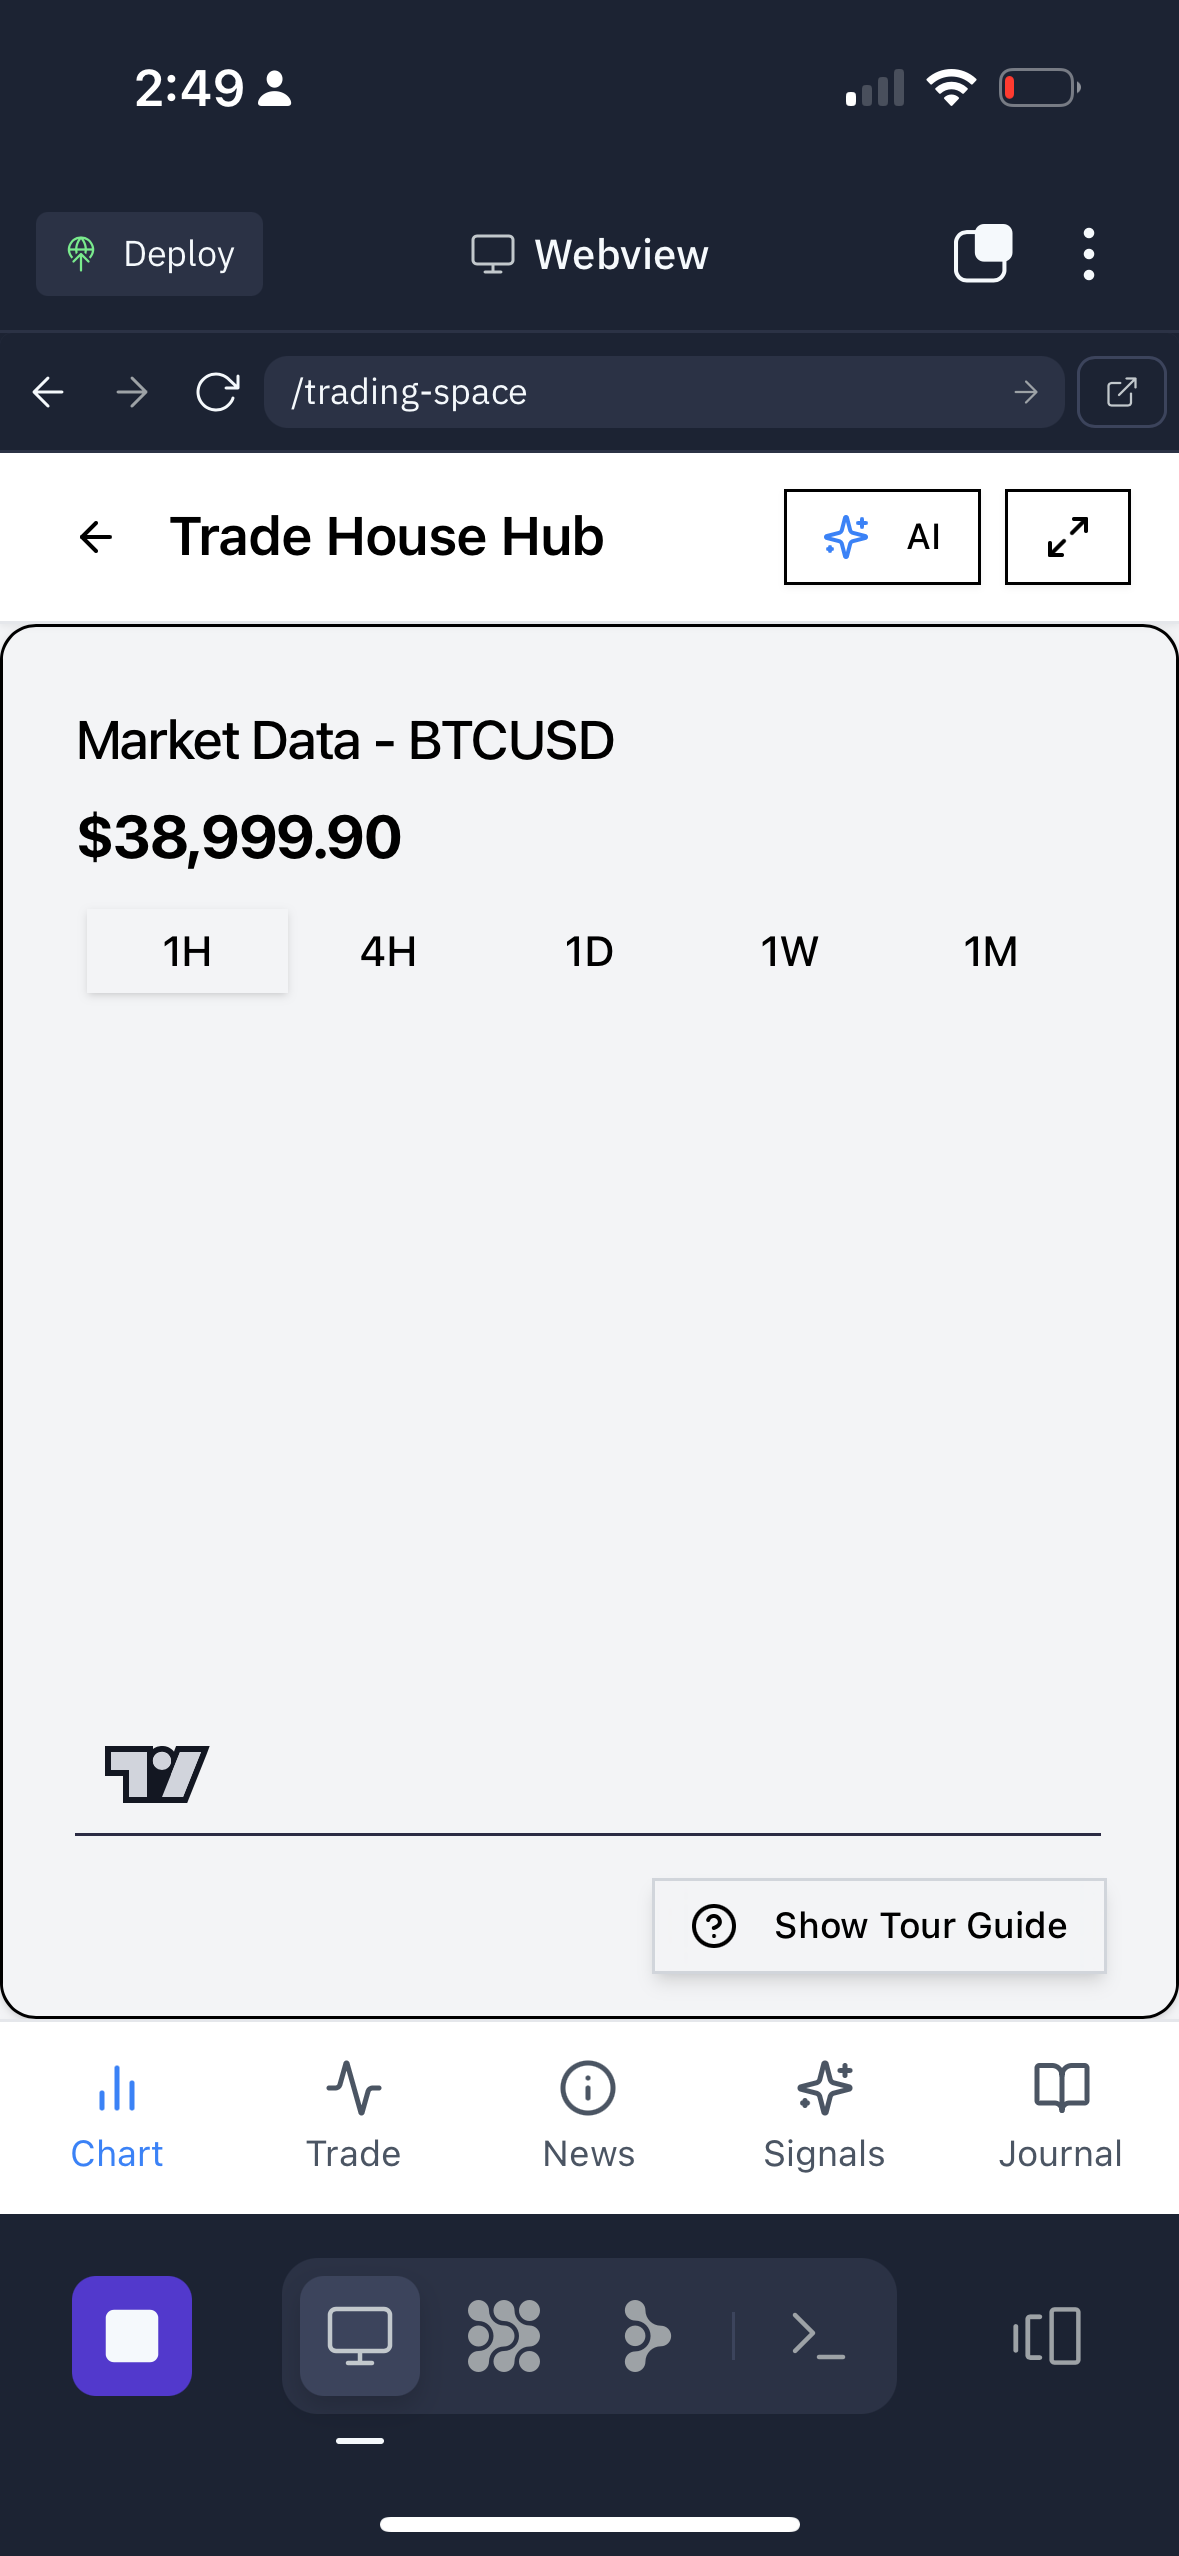 2:49
Deploy
Webview
/trading-space
Trade House Hub
AI
Market Data - BTCUSD
$38,999.90
1H 4H 1D 1W 1M
Show Tour Guide
Chart Trade News Signals Journal